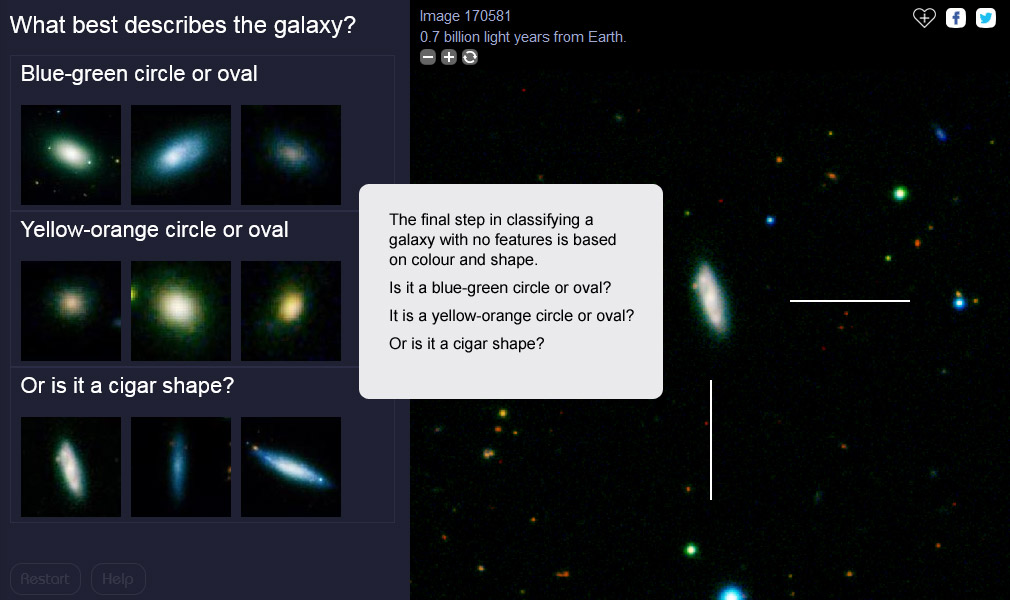 What best describes the galaxy?
Blue-green circle or oval
Yellow-orange circle or oval
Or is it a cigar shape?
Restart Help
Image 170581
0.7 billion light years from Earth.
The final step in classifying a
galaxy with no features is based
on colour and shape.
Is it a blue-green circle or oval?
It is a yellow-orange circle or oval?
Or is it a cigar shape?